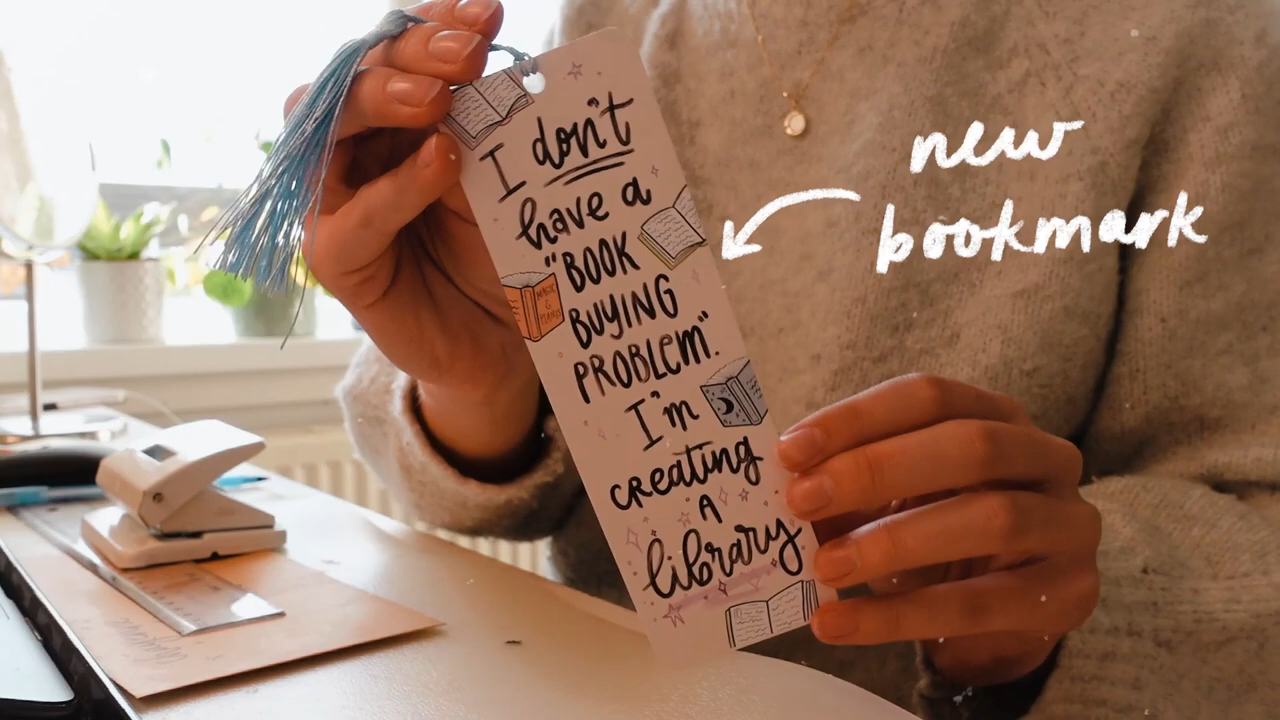 I don't
have a
"BOOK
BUYING
PROBLEM".
I'm
creating
A
library
new
bookmark